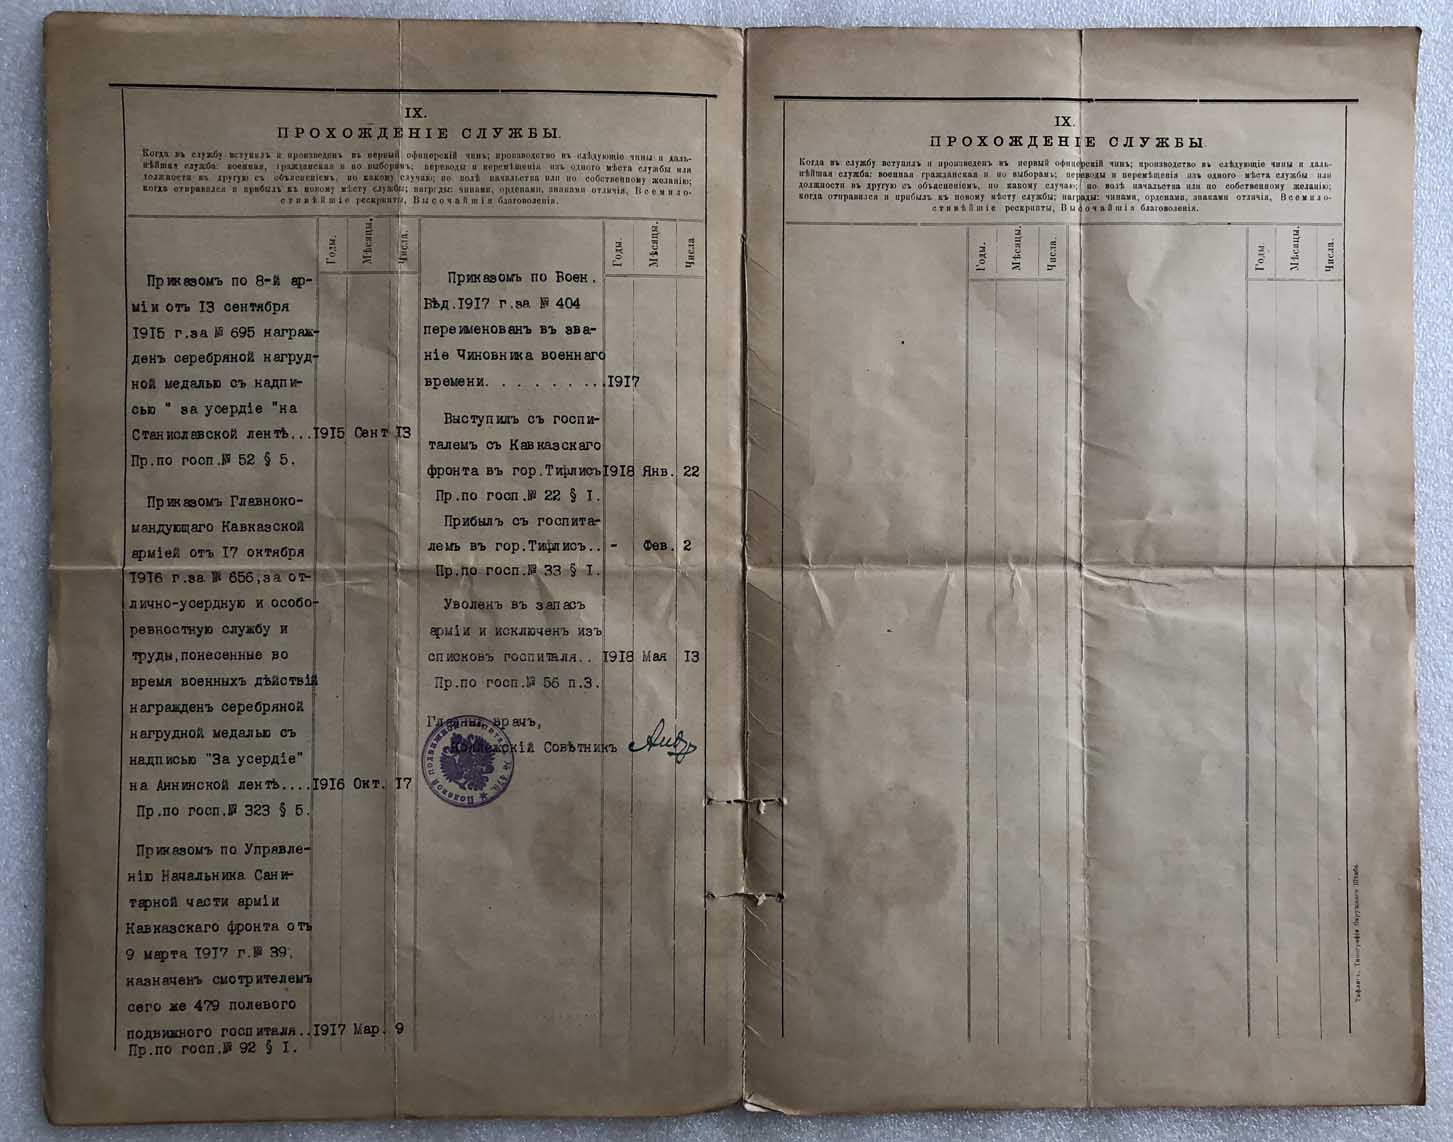 IX.
ПРОХОЖДЕНІЕ СЛУЖБЫ.
Когда въ службу вступилъ и произведенъ въ первый офицерскій чинъ; производство въ слѣдующіе чины и даль-
нѣйшая служба: военная, гражданская и по выборамъ; переводы и перемѣщенія изъ одного мѣста службы или
должности въ другую съ объясненіемъ, по какому случаю; по волѣ начальства или по собственному желанію;
когда отправился и прибылъ къ новому мѣсту службы; награды: чинами, орденами, знаками отличія, Всемило-
стивѣйшіе рескрипты, Высочайшія благоволенія.
Годы. Мѣсяцы. Числа.
Приказомъ по 8-й ар-
міи отъ 13 сентября
1915 г.за № 695 награж-
денъ серебряной нагруд-
ной медалью съ надпи-
сью " за усердіе "на
Станиславской лентѣ...1915 Сент 13
Пр.по госп.№ 52 § 5.
Приказом Главноко-
мандующаго Кавказской
арміей отъ 17 октября
1916 г.за № 656,за от-
лично-усердную и особо-
ревностную службу и
труды,понесенные во
время военныхъ дѣйствій
награжденъ серебряной
нагрудной медалью съ
надписью "За усердіе"
на Аннинской лентѣ....1916 Окт. 17
Пр.по госп.№ 323 § 5.
Приказомъ по Управле-
нію Начальника Сани-
тарной части арміи
Кавказскаго фронта отъ
9 марта 1917 г.№ 39,
назначенъ смотрителемъ
сего же 479 полевого
подвижного госпиталя..1917 Мар. 9
Пр.по госп.№ 92 § I.
Годы. Мѣсяцы. Числа
Приказомъ по Воен.
Вѣд.1917 г.за № 404
переименованъ въ зва-
ніе Чиновника военнаго
времени. . . . . . . . .1917
Выступилъ съ госпи-
талемъ съ Кавказскаго
фронта въ гор.Тифлисъ 1918 Янв. 22
Пр.по госп.№ 22 § I.
Прибылъ съ госпита-
лемъ въ гор.Тифлисъ.. - Фев. 2
Пр.по госп.№ 33 § I.
Уволенъ въ запасъ
арміи и исключенъ изъ
списковъ госпиталя.. 1918 Мая 13
Пр.по госп.№ 56 п.3.
Главный врачъ,
Коллежскій Совѣтникъ
IX.
ПРОХОЖДЕНІЕ СЛУЖБЫ.
Когда въ службу вступилъ и произведенъ въ первый офицерскій чинъ; производство въ слѣдующіе чины и даль-
нѣйшая служба: военная гражданская и по выборамъ; переводы и перемѣщенія изъ одного мѣста службы или
должности въ другую съ объясненіемъ, по какому случаю; по волѣ начальства или по собственному желанію;
когда отправился и прибылъ къ новому мѣсту службы; награды: чинами, орденами, знаками отличія, Всемило-
стивѣйшіе рескрипты, Высочайшія благоволенія.
Годы. Мѣсяцы. Числа.
Годы. Мѣсяцы. Числа.
Тифлисъ, Типографія Окружнаго Штаба.